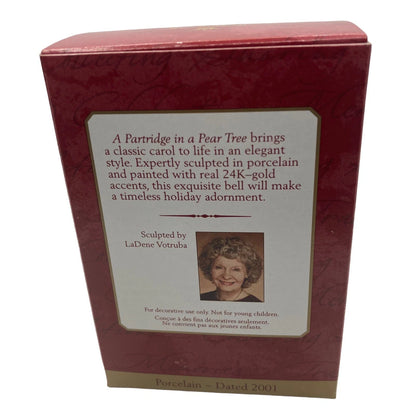 A Partridge in a Pear Tree brings
a classic carol to life in an elegant
style. Expertly sculpted in porcelain
and painted with real 24K–gold
accents, this exquisite bell will make
a timeless holiday adornment.
Sculpted by
LaDene Votruba
For decorative use only. Not for young children.
Conçue à des fins décoratives seulement.
Ne convient pas aux jeunes enfants.
Porcelain ~ Dated 2001